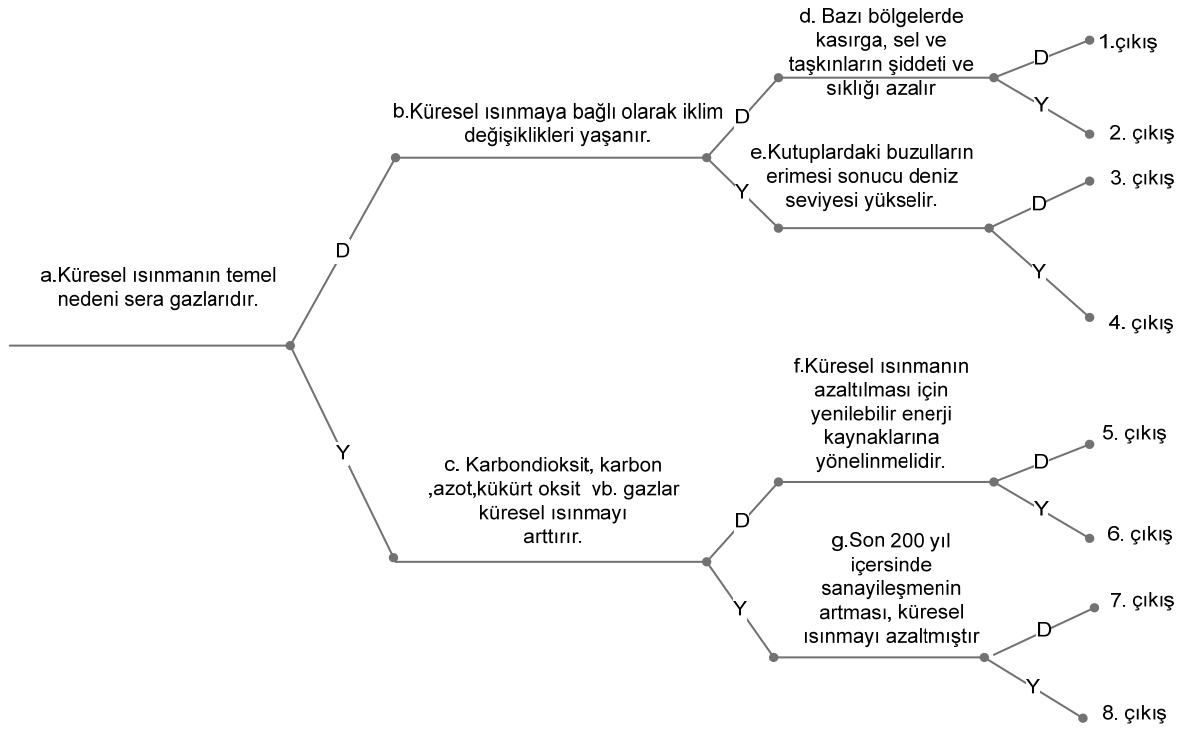 d. Bazı bölgelerde
kasırga, sel ve
taşkınların şiddeti ve
sıklığı azalır
D
1.çıkış
Y
2. çıkış
b.Küresel ısınmaya bağlı olarak iklim
değişiklikleri yaşanır.
D
Y
e.Kutuplardaki buzulların
erimesi sonucu deniz
seviyesi yükselir.
D
3. çıkış
Y
4. çıkış
a.Küresel ısınmanın temel
nedeni sera gazlarıdır.
D
Y
c. Karbondioksit, karbon
,azot,kükürt oksit vb. gazlar
küresel ısınmayı
arttırır.
D
Y
f.Küresel ısınmanın
azaltılması için
yenilebilir enerji
kaynaklarına
yönelinmelidir.
D
5. çıkış
Y
6. çıkış
g.Son 200 yıl
içersinde
sanayileşmenin
artması, küresel
ısınmayı azaltmıştır
D
7. çıkış
Y
8. çıkış